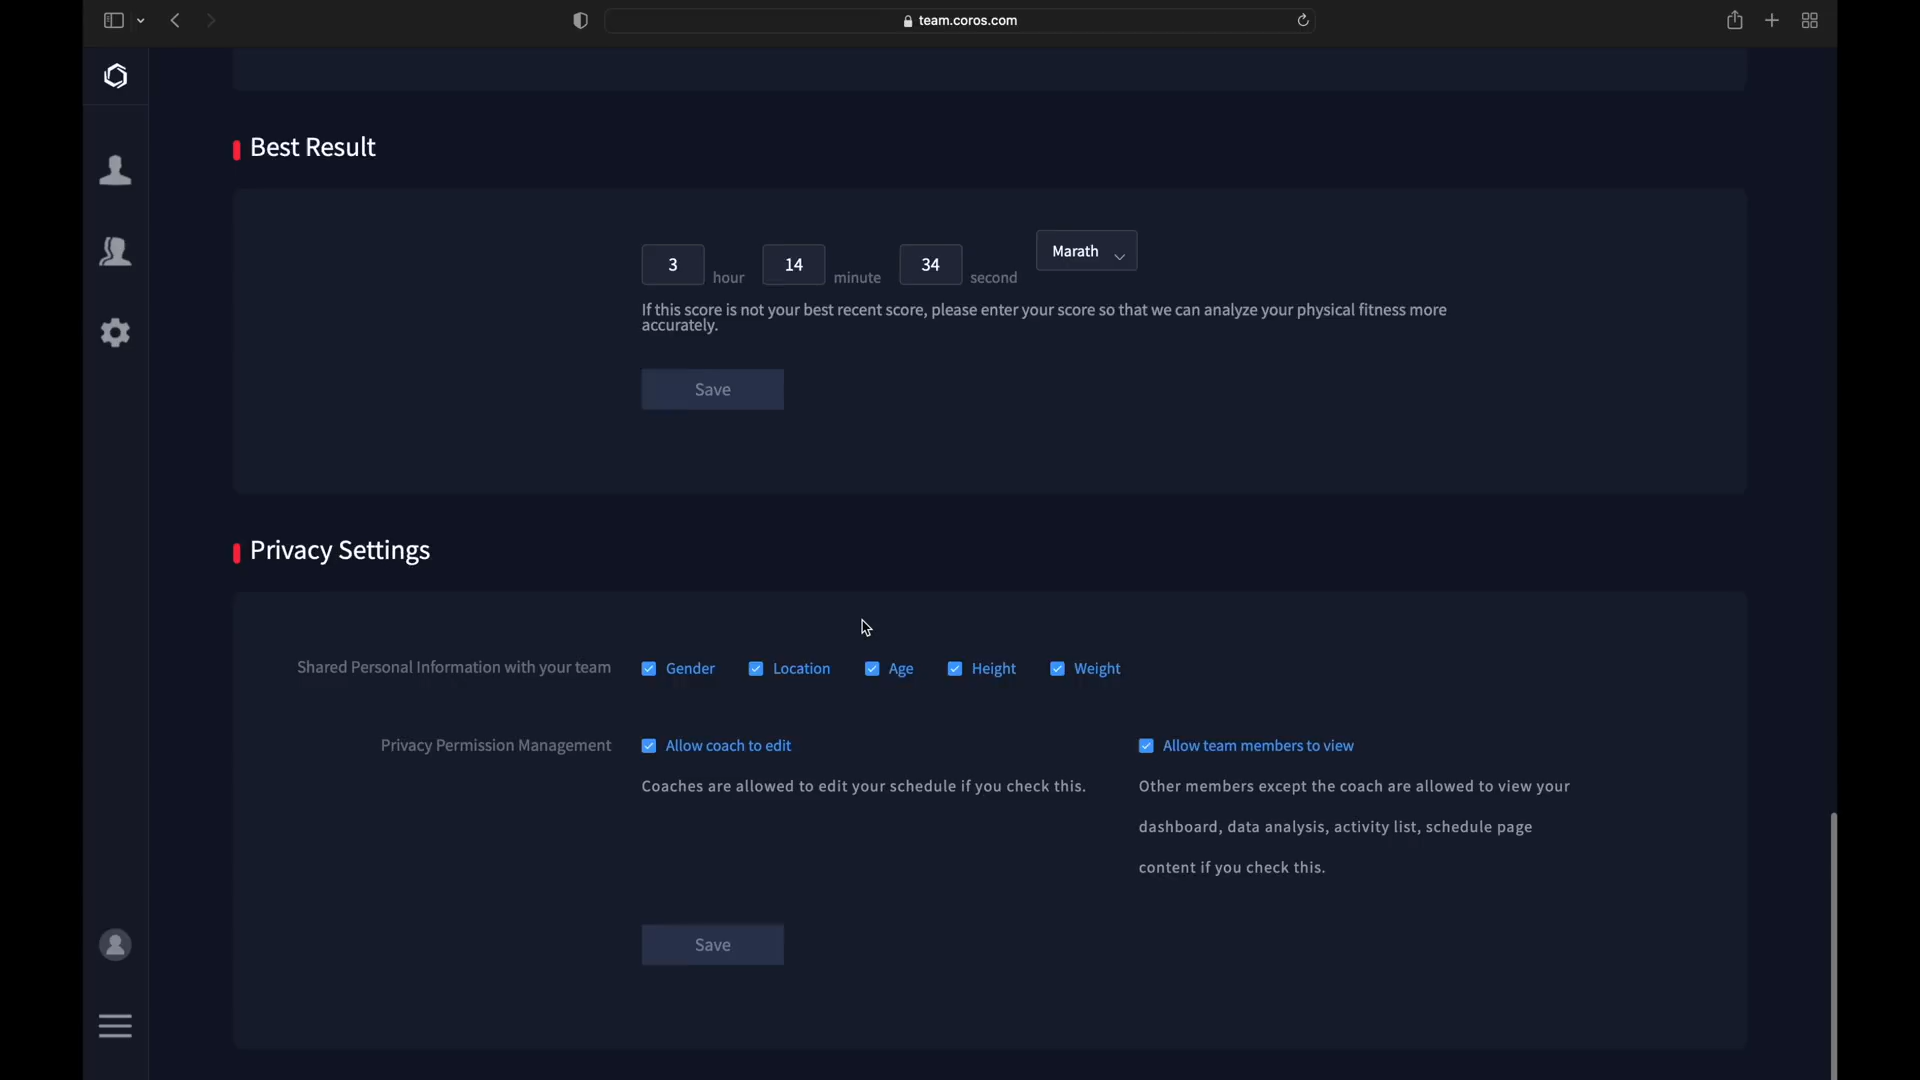 team.coros.com
Best Result
3 hour 14 minute 34 second Marath
If this score is not your best recent score, please enter your score so that we can analyze your physical fitness more
accurately.
Save
Privacy Settings
Shared Personal Information with your team Gender Location Age Height Weight
Privacy Permission Management Allow coach to edit Allow team members to view
Coaches are allowed to edit your schedule if you check this. Other members except the coach are allowed to view your
dashboard, data analysis, activity list, schedule page
content if you check this.
Save